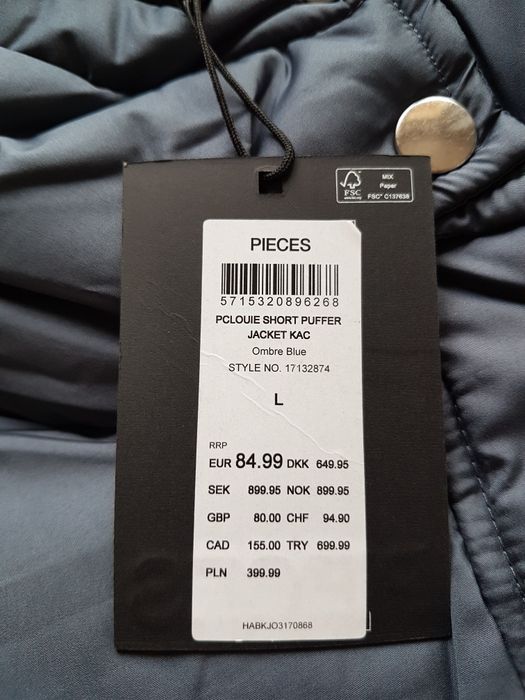 FSC
MIX
Paper
FSC® C137638
PIECES
5715320896268
PCLOUIE SHORT PUFFER
JACKET KAC
Ombre Blue
STYLE NO. 17132874
L
RRP
EUR 84.99 DKK 649.95
SEK 899.95 NOK 899.95
GBP 80.00 CHF 94.90
CAD 155.00 TRY 699.99
PLN 399.99
HABKJO3170868